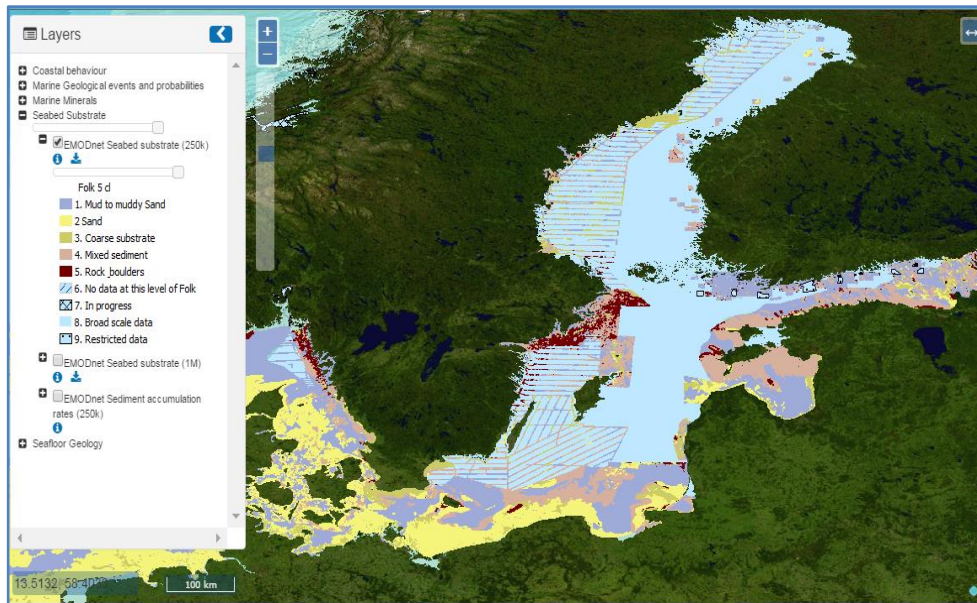 Layers
Coastal behaviour
Marine Geological events and probabilities
Marine Minerals
Seabed Substrate
EMODnet Seabed substrate (250k)
Folk 5 cl
1. Mud to muddy Sand
2 Sand
3. Coarse substrate
4. Mixed sediment
5. Rock_boulders
6. No data at this level of Folk
7. In progress
8. Broad scale data
9. Restricted data
EMODnet Seabed substrate (1M)
EMODnet Sediment accumulation
rates (250k)
Seafloor Geology
13.5132,
100 km